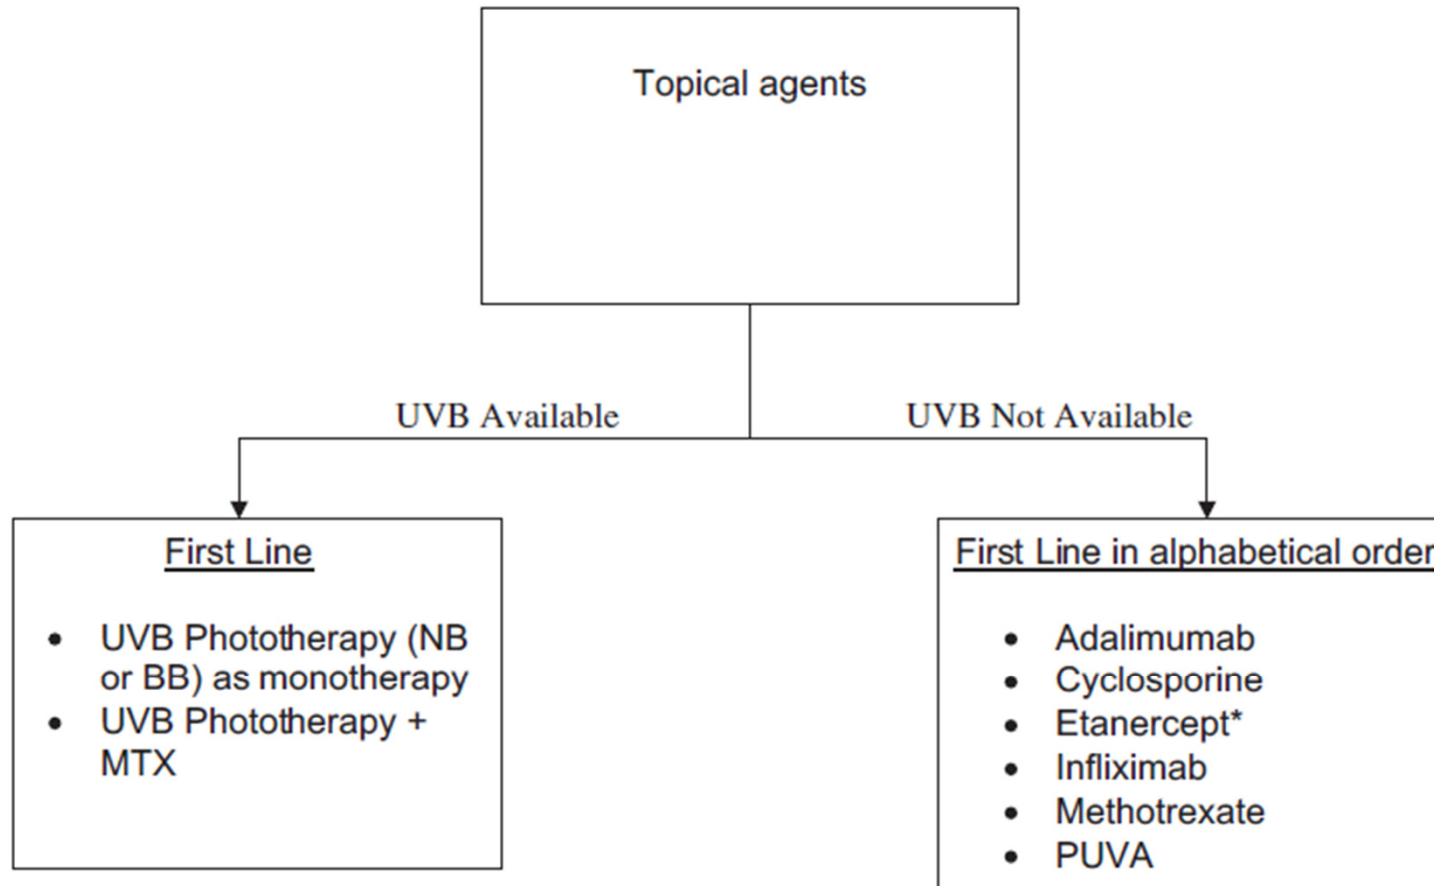 Topical agents
UVB Available
UVB Not Available
First Line
• UVB Phototherapy (NB
or BB) as monotherapy
• UVB Phototherapy +
MTX
First Line in alphabetical order
• Adalimumab
• Cyclosporine
• Etanercept*
• Infliximab
• Methotrexate
• PUVA